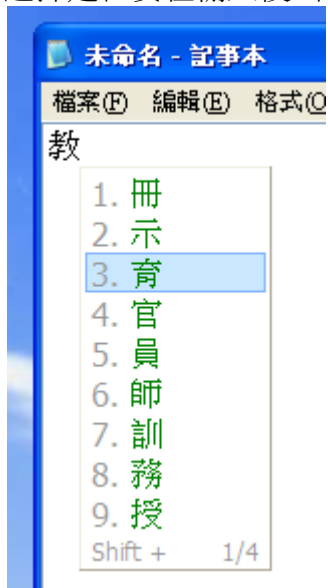 未命名 - 記事本
檔案(F) 編輯(E) 格式(O
教
1. 冊
2. 示
3. 育
4. 官
5. 員
6. 師
7. 訓
8. 務
9. 授
Shift + 1/4